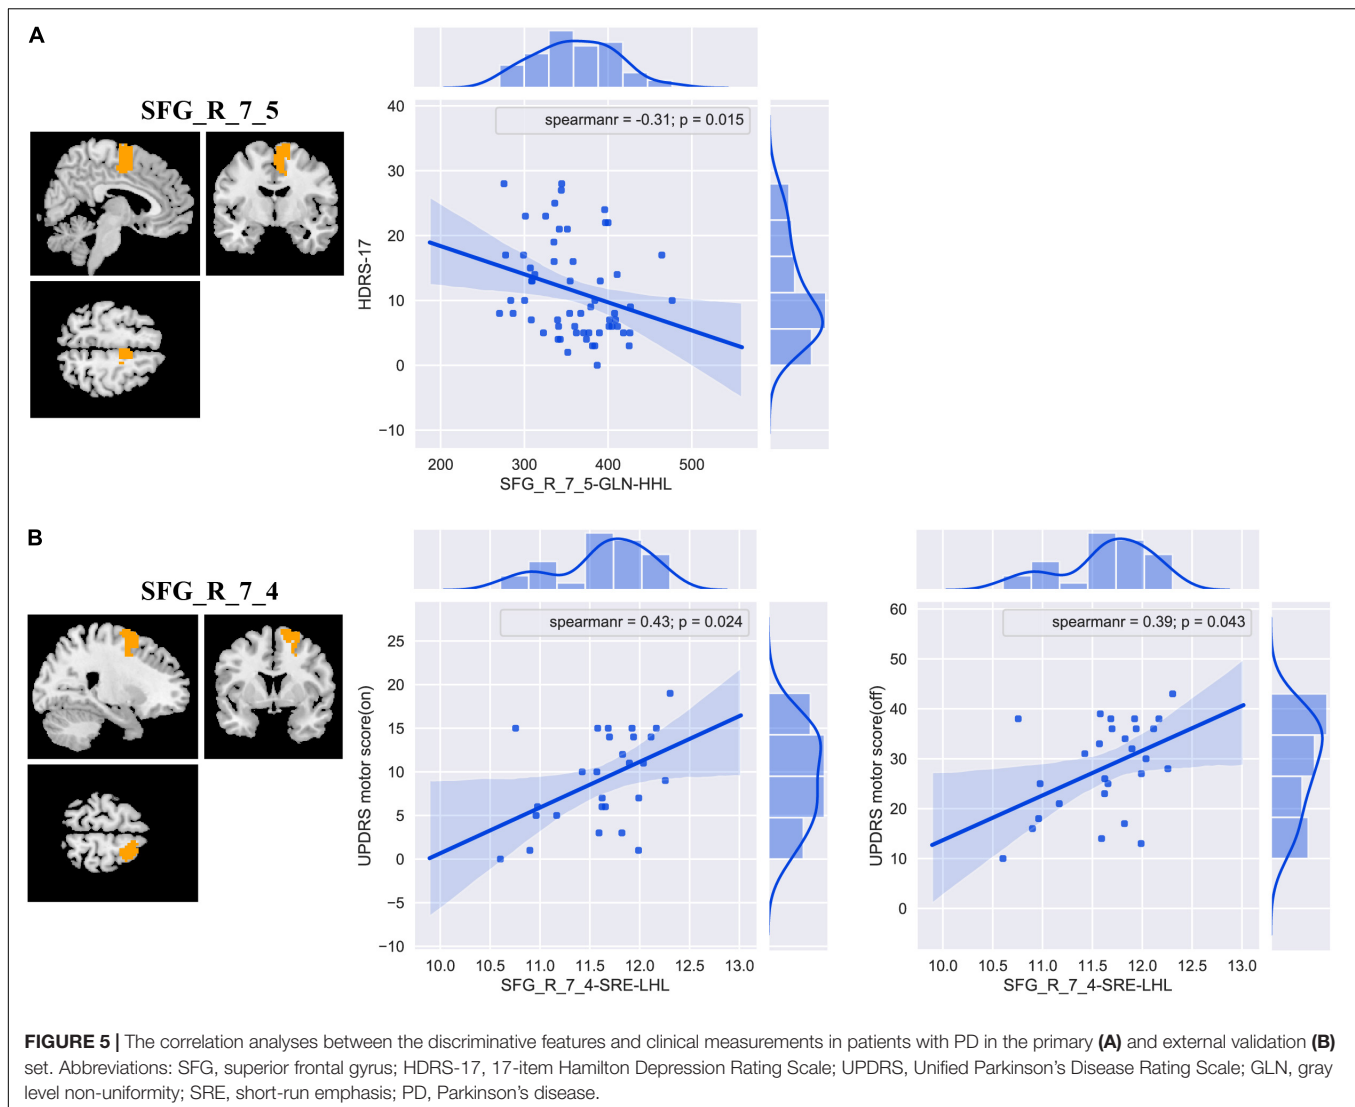 A
SFG_R_7_5
spearmanr = -0.31; p = 0.015
HDRS-17
40
30
20
10
0
−10
200 300 400 500
SFG_R_7_5-GLN-HHL
B
SFG_R_7_4
spearmanr = 0.43; p = 0.024
UPDRS motor score(on)
25
20
15
10
5
0
−5
−10
10.0 10.5 11.0 11.5 12.0 12.5 13.0
SFG_R_7_4-SRE-LHL
spearmanr = 0.39; p = 0.043
UPDRS motor score(off)
60
50
40
30
20
10
0
10.0 10.5 11.0 11.5 12.0 12.5 13.0
SFG_R_7_4-SRE-LHL
FIGURE 5 | The correlation analyses between the discriminative features and clinical measurements in patients with PD in the primary (A) and external validation (B)
set. Abbreviations: SFG, superior frontal gyrus; HDRS-17, 17-item Hamilton Depression Rating Scale; UPDRS, Unified Parkinson’s Disease Rating Scale; GLN, gray
level non-uniformity; SRE, short-run emphasis; PD, Parkinson’s disease.